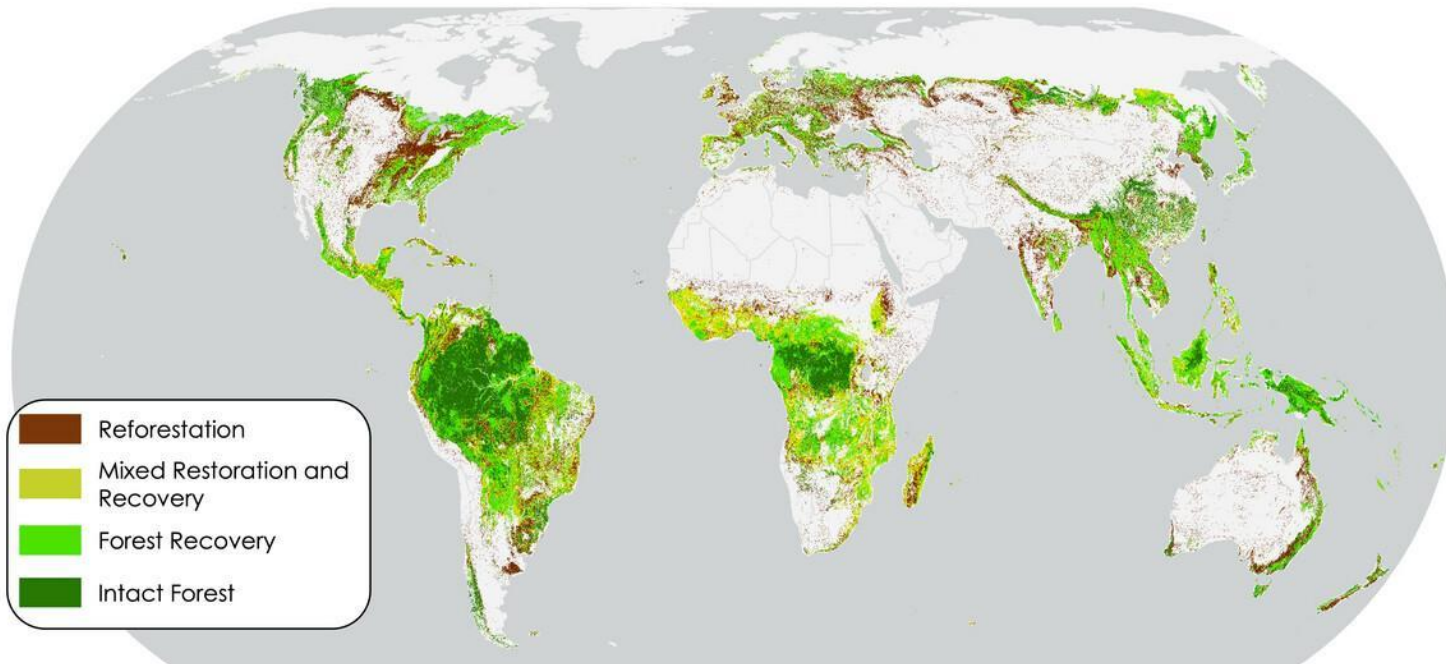 Reforestation
Mixed Restoration and
Recovery
Forest Recovery
Intact Forest